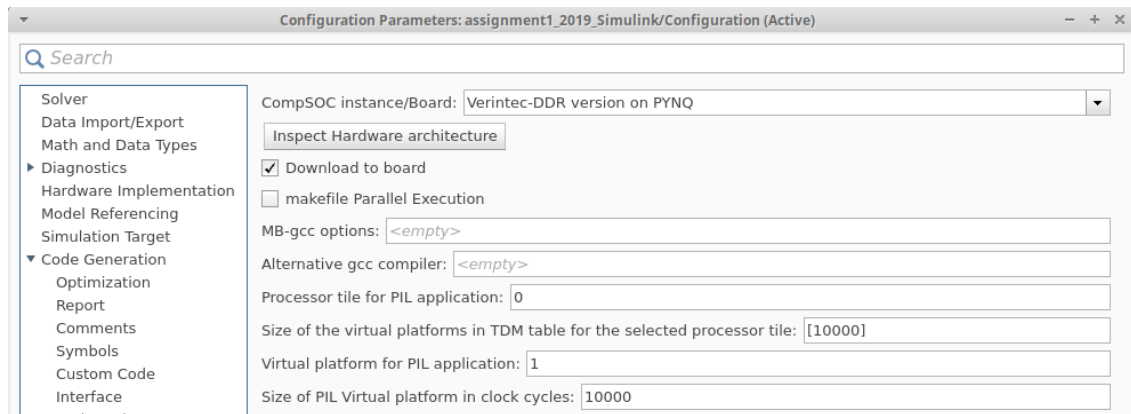 Configuration Parameters: assignment1_2019_Simulink/Configuration (Active)
Search
Solver
Data Import/Export
Math and Data Types
Diagnostics
Hardware Implementation
Model Referencing
Simulation Target
Code Generation
Optimization
Report
Comments
Symbols
Custom Code
Interface
CompSOC instance/Board: Verintec-DDR version on PYNQ
Inspect Hardware architecture
Download to board
makefile Parallel Execution
MB-gcc options: <empty>
Alternative gcc compiler: <empty>
Processor tile for PIL application: 0
Size of the virtual platforms in TDM table for the selected processor tile: [10000]
Virtual platform for PIL application: 1
Size of PIL Virtual platform in clock cycles: 10000